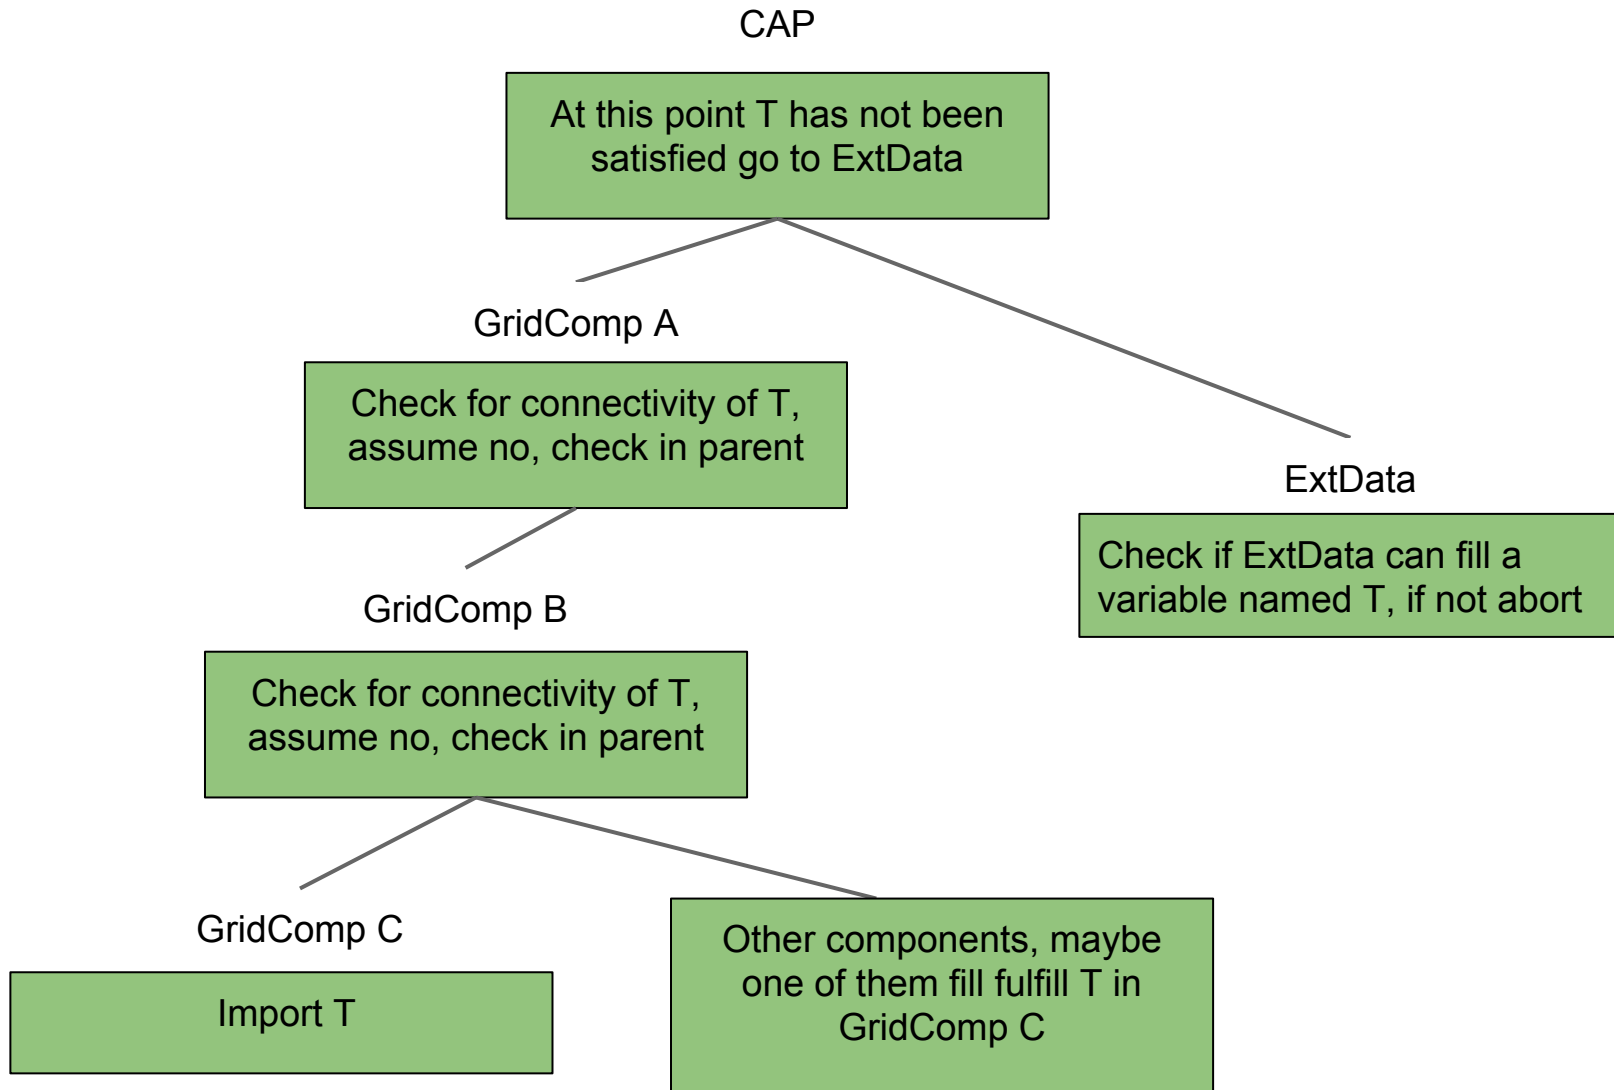 CAP
At this point T has not been
satisfied go to ExtData
GridComp A
Check for connectivity of T,
assume no, check in parent
ExtData
Check if ExtData can fill a
variable named T, if not abort
GridComp B
Check for connectivity of T,
assume no, check in parent
GridComp C
Import T
Other components, maybe
one of them fill fulfill T in
GridComp C